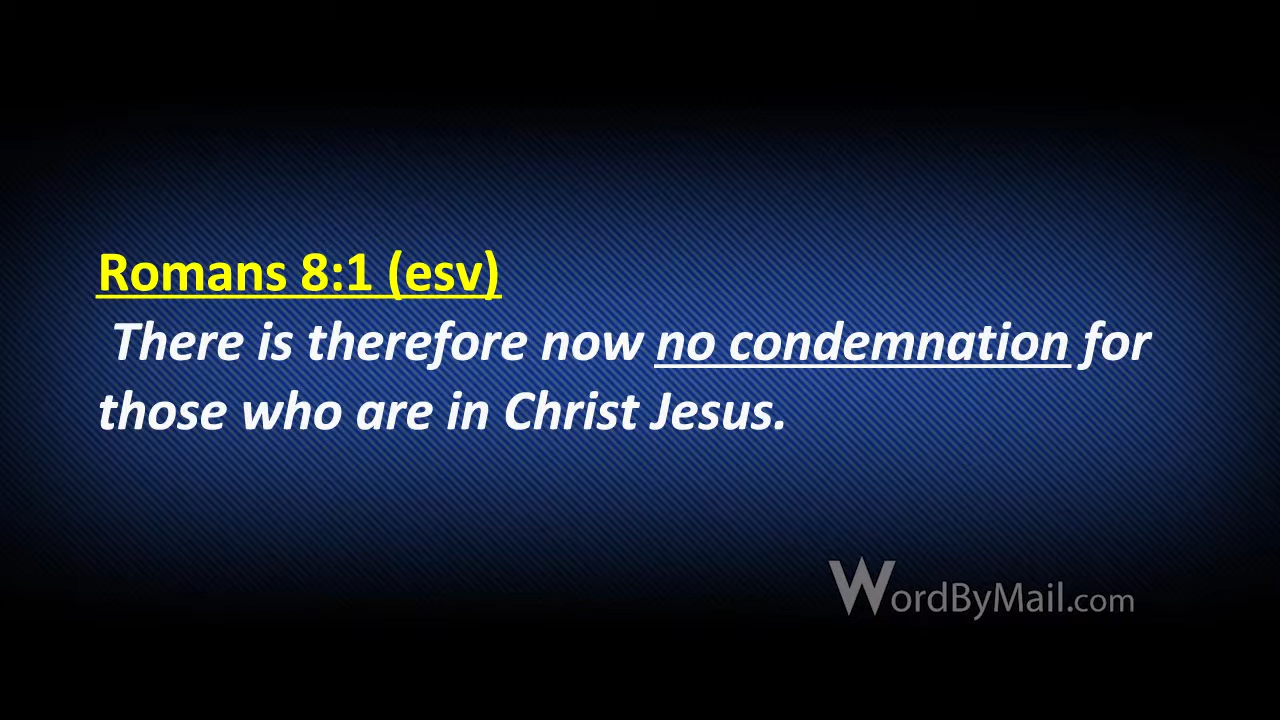 Romans 8:1 (esv)
There is therefore now no condemnation for
those who are in Christ Jesus.
WordByMail.com